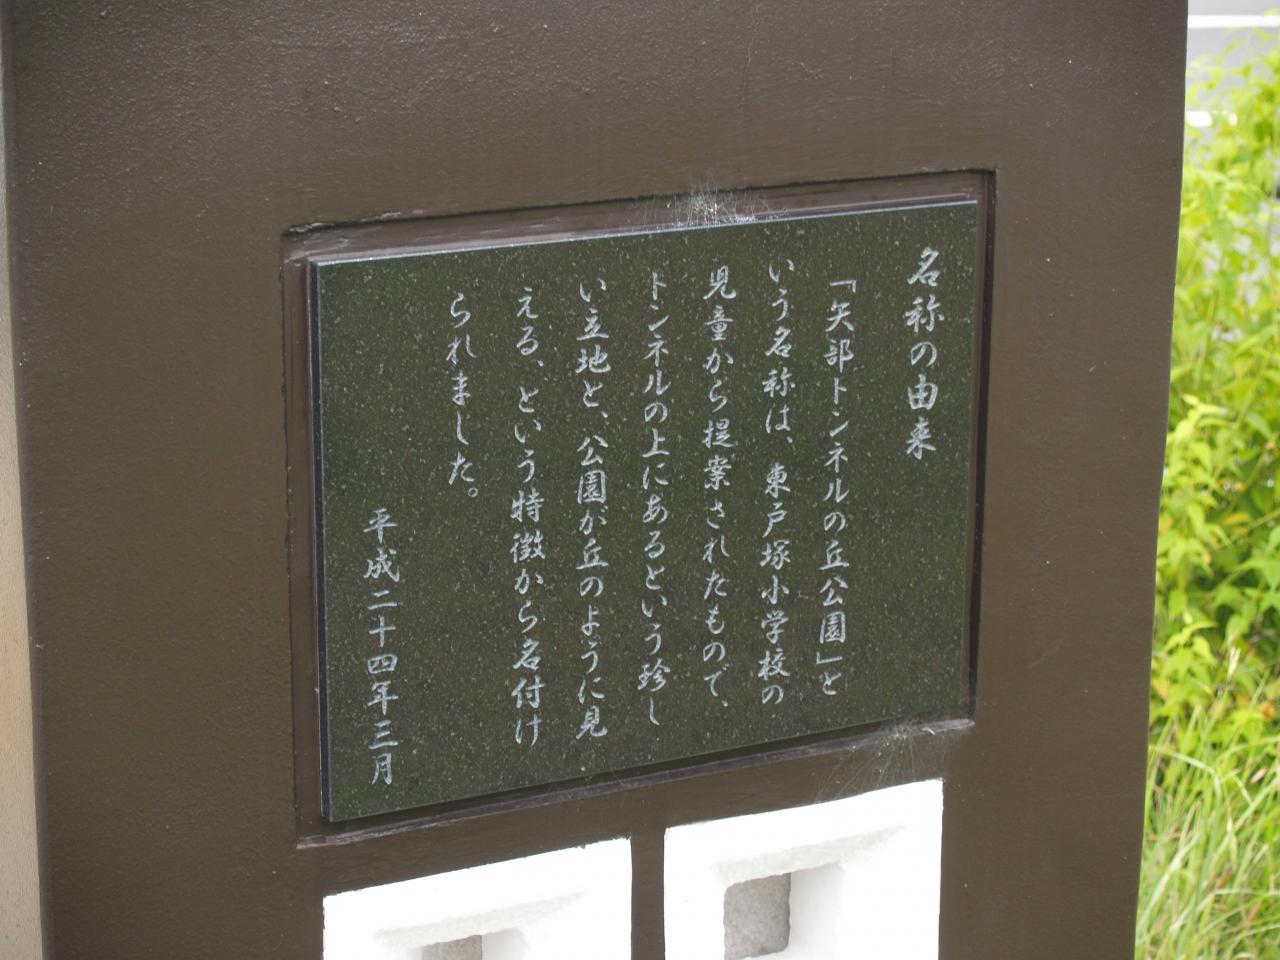 名称の由来
「矢部トンネルの丘公園」と
いう名称は、東戸塚小学校の
児童から提案されたもので、
トンネルの上にあるという珍し
い立地と、公園が丘のように見
える、という特徴から名付け
られました。
平成二十四年三月